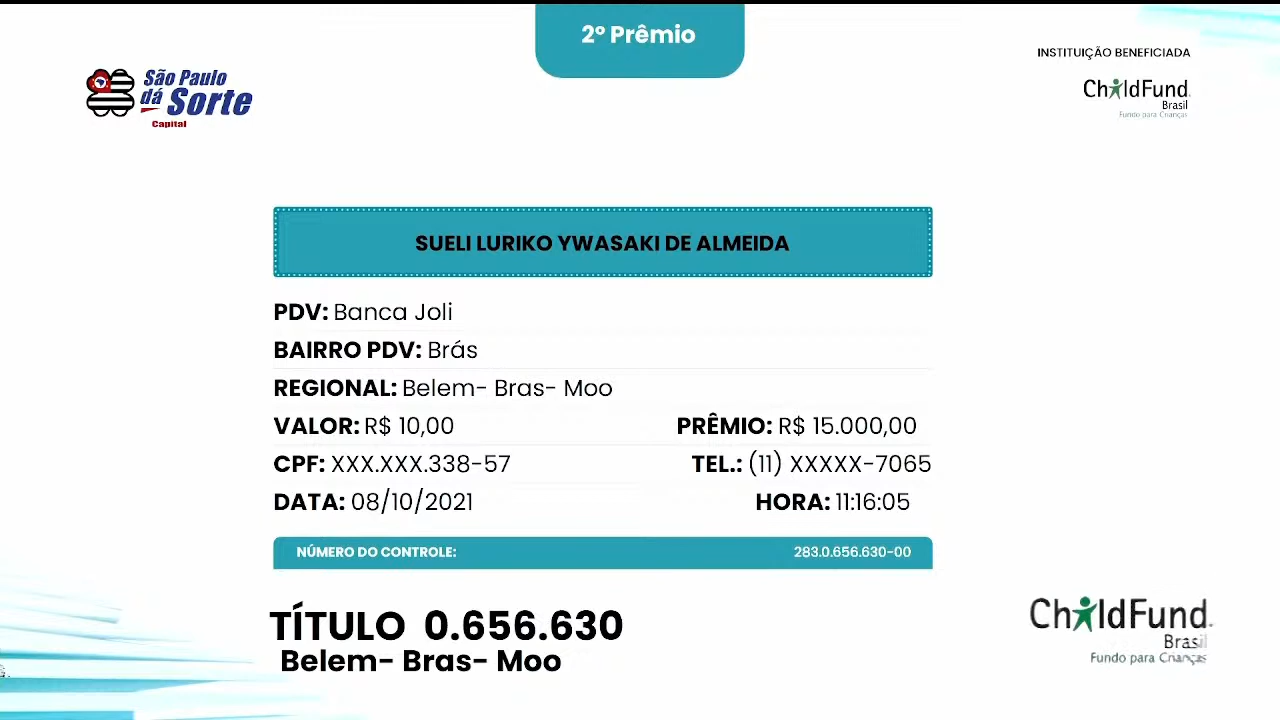 2º Prêmio
INSTITUIÇÃO BENEFICIADA
São Paulo
dá Sorte
Capital
ChildFund
Brasil
Fundo para Crianças
SUELI LURIKO YWASAKI DE ALMEIDA
PDV: Banca Joli
BAIRRO PDV: Brás
REGIONAL: Belem- Bras- Moo
VALOR: R$ 10,00 PRÊMIO: R$ 15.000,00
CPF: XXX.XXX.338-57 TEL.: (11) XXXXX-7065
DATA: 08/10/2021 HORA: 11:16:05
NÚMERO DO CONTROLE: 283.0.656.630-00
TÍTULO 0.656.630
Belem- Bras- Moo
ChildFund
Brasil
Fundo para Crianças